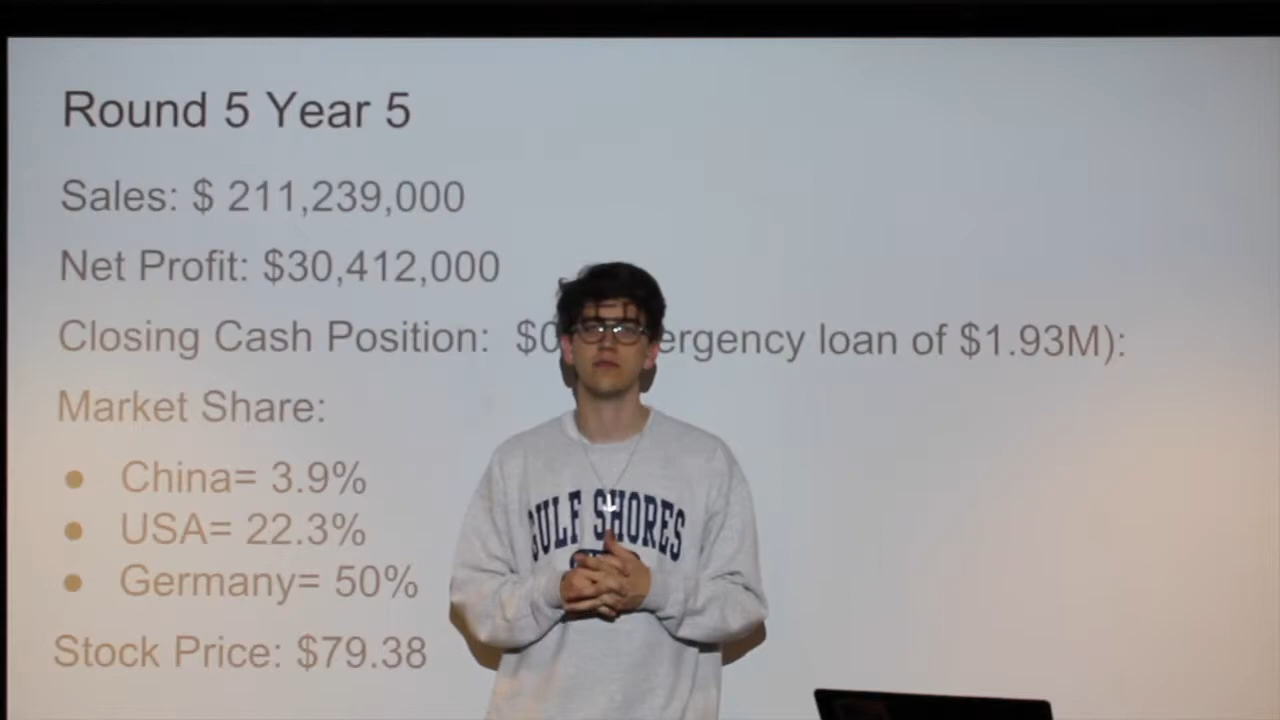 Round 5 Year 5
Sales: $ 211,239,000
Net Profit: $30,412,000
Closing Cash Position: $0 loan of $1.93M):
Market Share:
● China= 3.9%
● USA= 22.3%
● Germany= 50%
Stock Price: $79.38
GULF SHORES